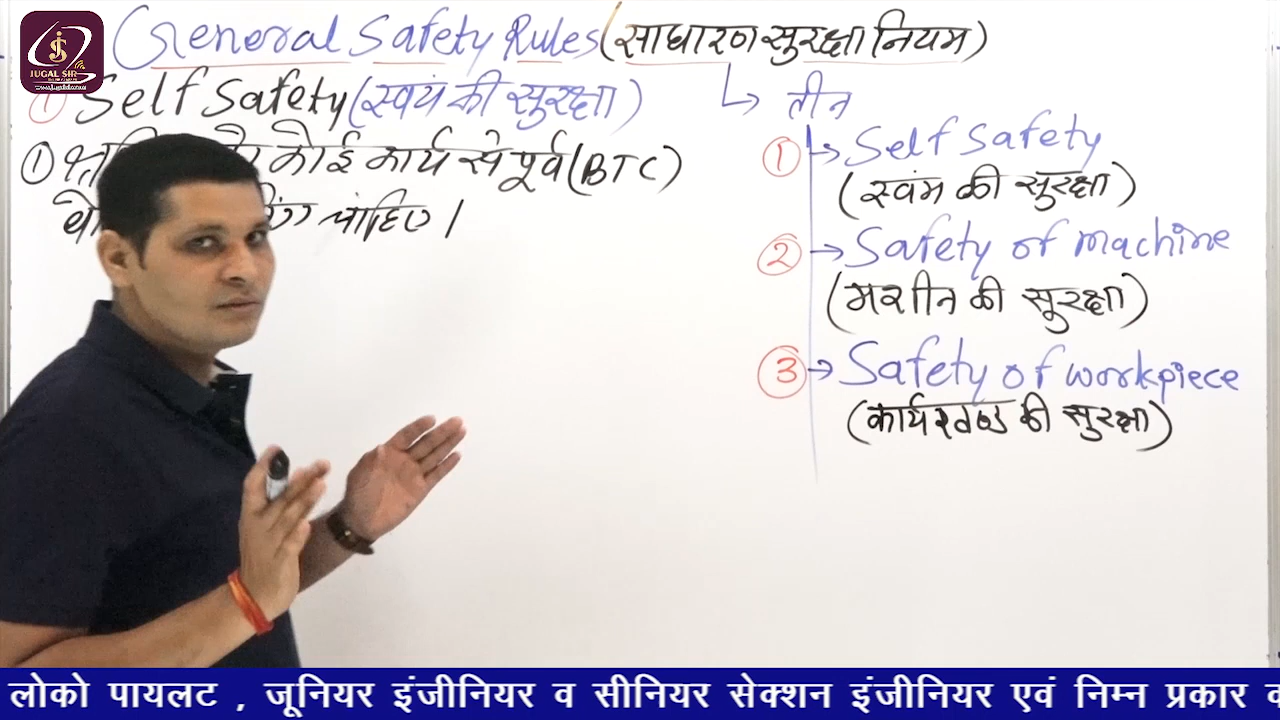 JUGAL SIR
General Safety Rules (साधारण सुरक्षा नियम)
① Self Safety (स्वयं की सुरक्षा)
① कोई कार्य से पूर्व (BTC)
चाहिए।
↳ तीन
① → Self Safety
(स्वंम की सुरक्षा)
② → Safety of machine
(मशीन की सुरक्षा)
③ → Safety of workpiece
(कार्यखण्ड की सुरक्षा)
लोको पायलट , जूनियर इंजीनियर व सीनियर सेक्शन इंजीनियर एवं निम्न प्रकार